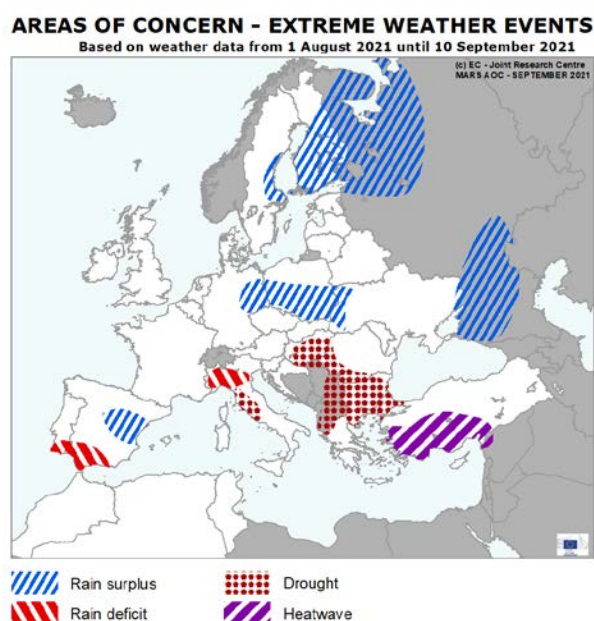 AREAS OF CONCERN - EXTREME WEATHER EVENTS
Based on weather data from 1 August 2021 until 10 September 2021
(c) EC - Joint Research Centre
MARS AOC - SEPTEMBER 2021
Rain surplus
Drought
Rain deficit
Heatwave